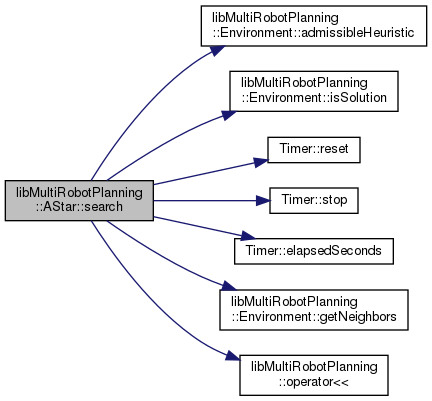 libMultiRobotPlanning
::AStar::search
libMultiRobotPlanning
::Environment::admissibleHeuristic
libMultiRobotPlanning
::Environment::isSolution
Timer::reset
Timer::stop
Timer::elapsedSeconds
libMultiRobotPlanning
::Environment::getNeighbors
libMultiRobotPlanning
::operator<<